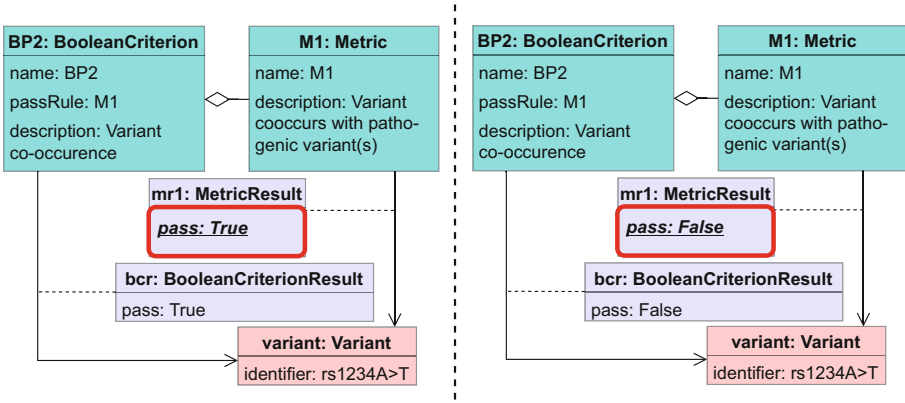 BP2: BooleanCriterion
name: BP2
passRule: M1
description: Variant
co-occurence
M1: Metric
name: M1
description: Variant
cooccurs with patho-
genic variant(s)
mr1: MetricResult
pass: True
bcr: BooleanCriterionResult
pass: True
variant: Variant
identifier: rs1234A>T
BP2: BooleanCriterion
name: BP2
passRule: M1
description: Variant
co-occurence
M1: Metric
name: M1
description: Variant
cooccurs with patho-
genic variant(s)
mr1: MetricResult
pass: False
bcr: BooleanCriterionResult
pass: False
variant: Variant
identifier: rs1234A>T